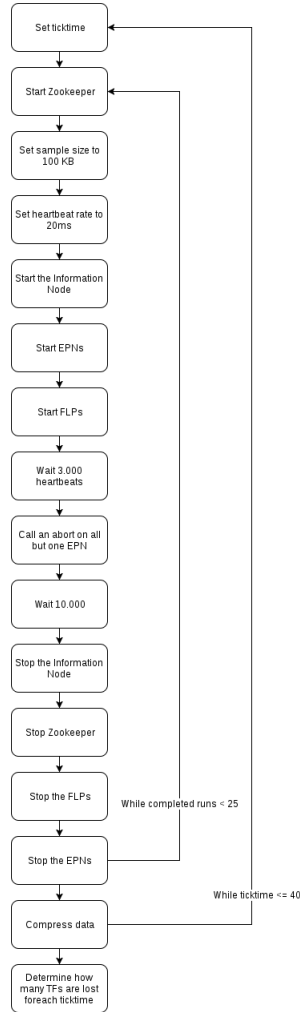 Set ticktime
Start Zookeeper
Set sample size to
100 KB
Set heartbeat rate to
20ms
Start the Information
Node
Start EPNs
Start FLPs
Wait 3.000
heartbeats
Call an abort on all
but one EPN
Wait 10.000
Stop the Information
Node
Stop Zookeeper
Stop the FLPs
While completed runs < 25
Stop the EPNs
While ticktime <= 40
Compress data
Determine how
many TFs are lost
foreach ticktime